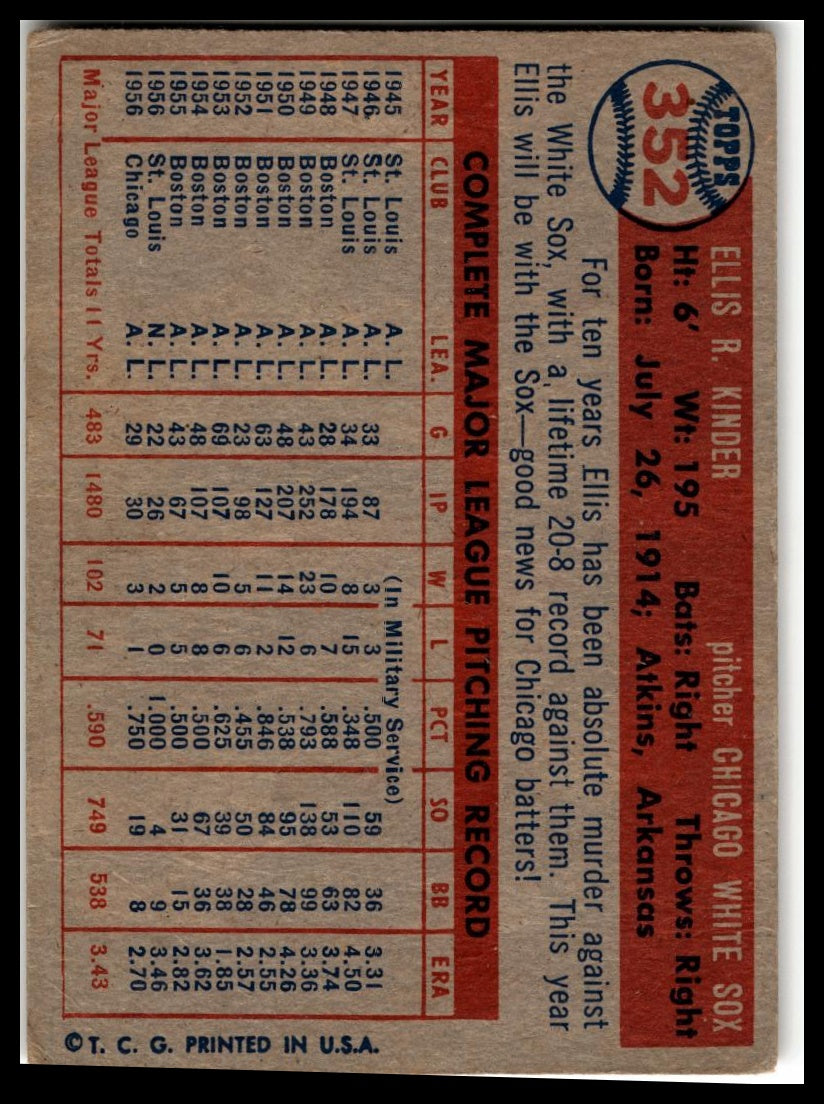 TOPPS
352
ELLIS R. KINDER pitcher CHICAGO WHITE SOX
Ht: 6' Wt: 195 Bats: Right Throws: Right
Born: July 26, 1914; Atkins, Arkansas
For ten years Ellis has been absolute murder against
the White Sox, with a lifetime 20-8 record against them. This year
Ellis will be with the Sox—good news for Chicago batters!
COMPLETE MAJOR LEAGUE PITCHING RECORD
YEAR CLUB LEA. G IP W L PCT SO BB ERA
1945 St. Louis A. L. (In Military Service)
1946 St. Louis A. L. 33 87 3 3 .500 59 36 3.31
1947 St. Louis A. L. 34 194 8 15 .348 110 82 4.50
1948 Boston A. L. 28 178 10 7 .588 53 63 3.74
1949 Boston A. L. 43 252 23 6 .793 138 99 3.36
1950 Boston A. L. 48 207 14 12 .538 95 78 4.26
1951 Boston A. L. 63 127 11 2 .846 84 46 2.55
1952 Boston A. L. 23 98 5 6 .455 50 28 2.57
1953 Boston A. L. 69 107 10 6 .625 39 38 1.85
1954 Boston A. L. 48 107 8 8 .500 67 36 3.62
1955 Boston A. L. 43 67 5 5 .500 31 15 2.82
1956 St. Louis N. L. 22 26 2 0 1.000 4 9 3.46
1956 Chicago A. L. 29 30 3 1 .750 19 8 2.70
Major League Totals 11 Yrs. 483 1480 102 71 .590 749 538 3.43
© T. C. G. PRINTED IN U.S.A.